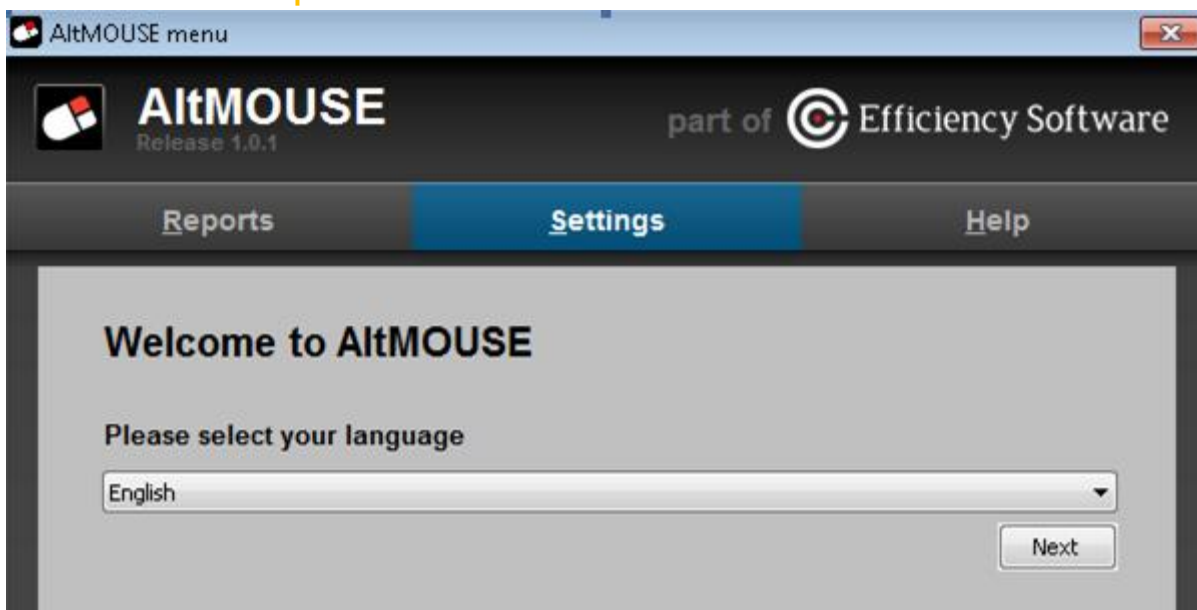 AltMOUSE menu
AltMOUSE
Release 1.0.1
part of Efficiency Software
Reports Settings Help
Welcome to AltMOUSE
Please select your language
English
Next